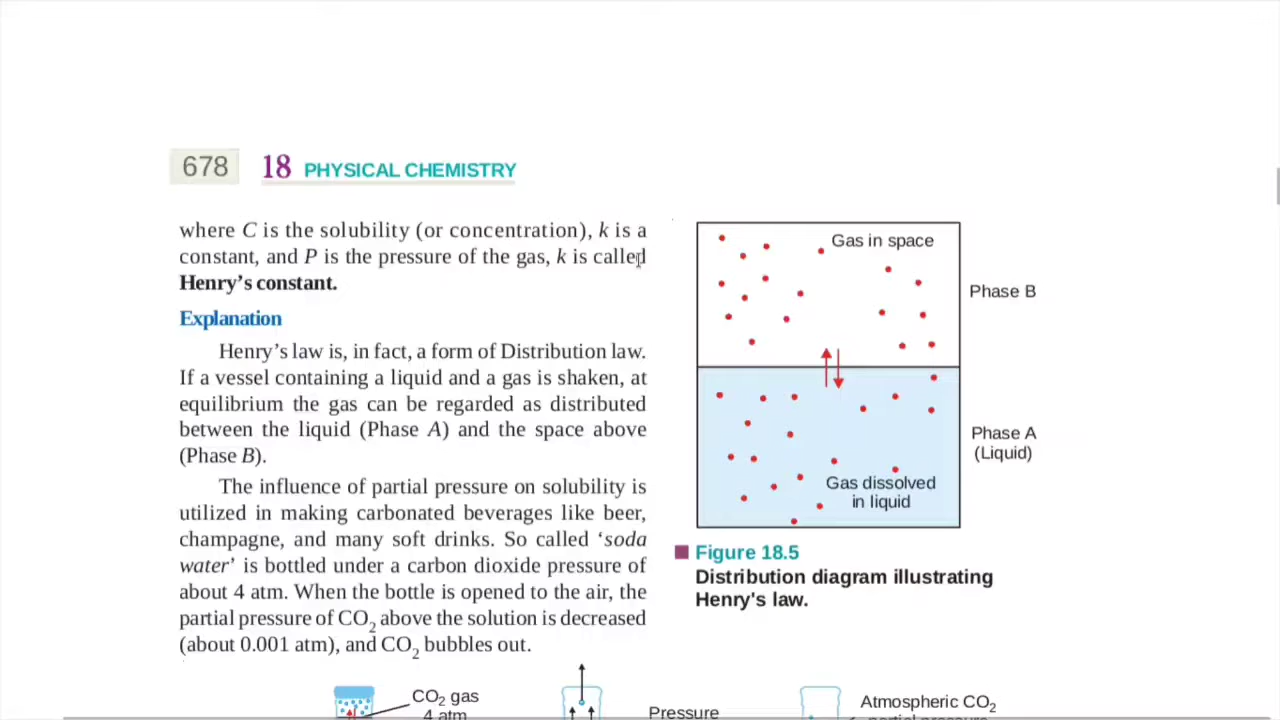 678 18 PHYSICAL CHEMISTRY
where C is the solubility (or concentration), k is a
constant, and P is the pressure of the gas, k is called
Henry’s constant.
Explanation
Henry’s law is, in fact, a form of Distribution law.
If a vessel containing a liquid and a gas is shaken, at
equilibrium the gas can be regarded as distributed
between the liquid (Phase A) and the space above
(Phase B).
The influence of partial pressure on solubility is
utilized in making carbonated beverages like beer,
champagne, and many soft drinks. So called ‘soda
water’ is bottled under a carbon dioxide pressure of
about 4 atm. When the bottle is opened to the air, the
partial pressure of CO₂ above the solution is decreased
(about 0.001 atm), and CO₂ bubbles out.
Gas in space
Phase B
Phase A
(Liquid)
Gas dissolved
in liquid
Figure 18.5
Distribution diagram illustrating
Henry's law.
CO₂ gas
4 atm
Pressure
Atmospheric CO₂
partial pressure